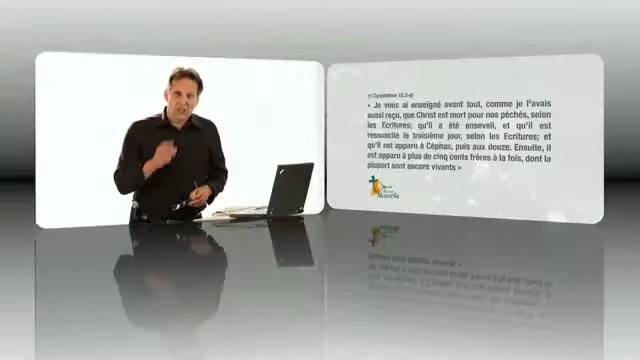 (1 Corinthiens 15.3-6)
« Je vous ai enseigné avant tout, comme je l'avais
aussi reçu, que Christ est mort pour nos péchés, selon
les Ecritures; qu'il a été enseveli, et qu'il est
ressuscité le troisième jour, selon les Ecritures; et
qu'il est apparu à Céphas, puis aux douze. Ensuite, il
est apparu à plus de cinq cents frères à la fois, dont la
plupart sont encore vivants »
Nouvelle